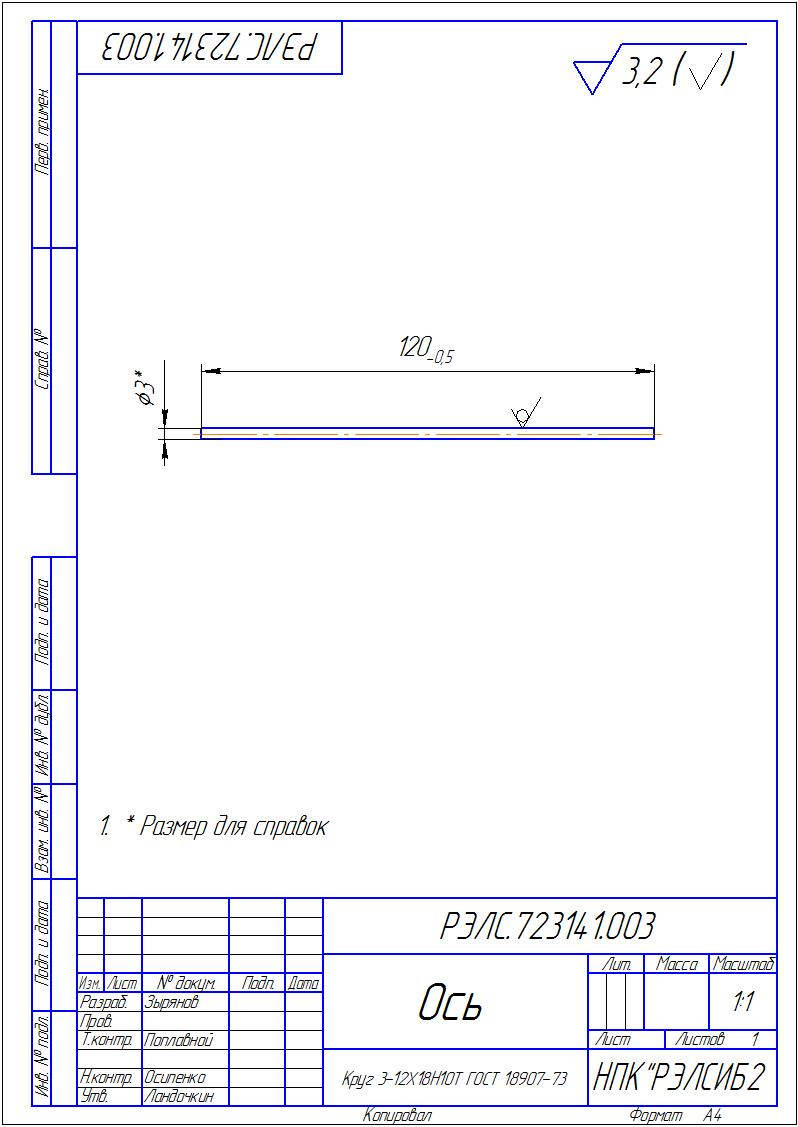 РЭЛС.723141.003
3,2 (√)
Перв. примен.
Справ. №
120-0,5
⌀3*
Подп. и дата
Инв. № дубл.
Взам. инв. №
Подп. и дата
Инв. № подл.
1. * Размер для справок
РЭЛС.723141.003
Лит. Масса Масштаб
Изм. Лист № докум. Подп. Дата
Разраб. Зырянов
Пров.
Т.контр. Поплавной
Н.контр. Осипенко
Утв. Ландочкин
Ось
1:1
Лист Листов 1
Круг 3-12Х18Н10Т ГОСТ 18907-73
НПК "РЭЛСИБ2
Копировал Формат А4